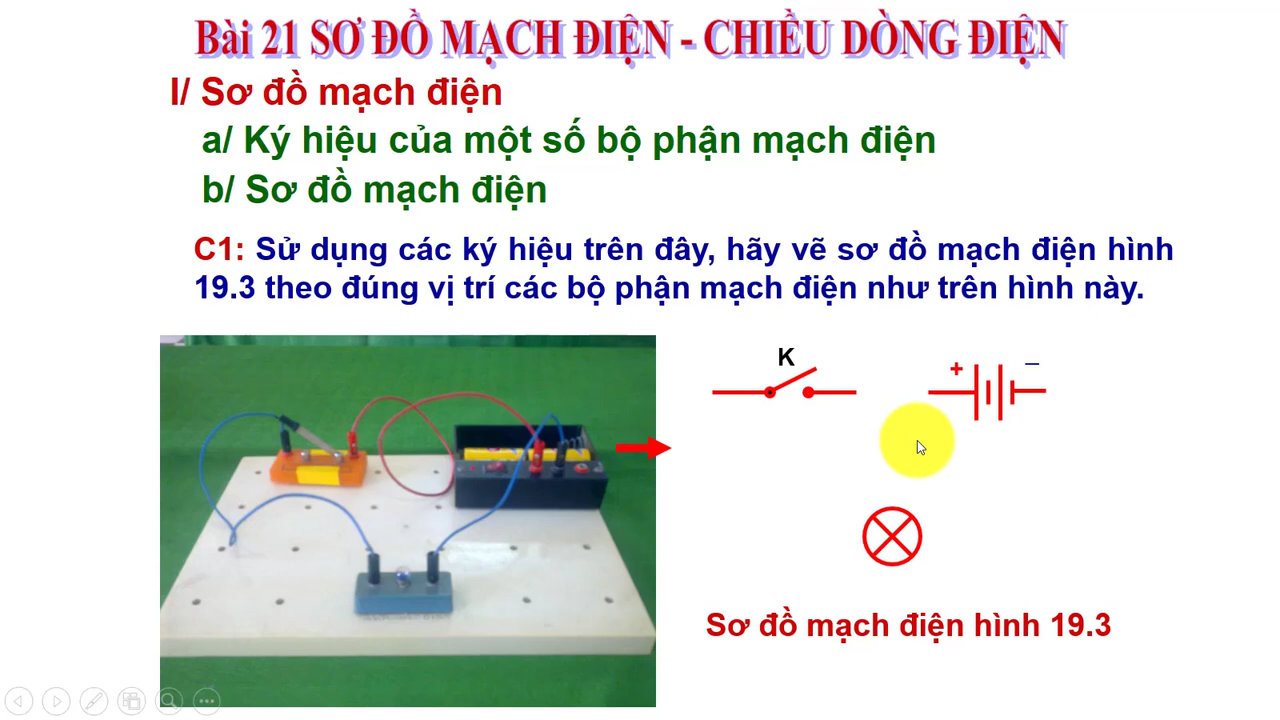 Bài 21 SƠ ĐỒ MẠCH ĐIỆN - CHIỀU DÒNG ĐIỆN
I/ Sơ đồ mạch điện
a/ Ký hiệu của một số bộ phận mạch điện
b/ Sơ đồ mạch điện
C1: Sử dụng các ký hiệu trên đây, hãy vẽ sơ đồ mạch điện hình
19.3 theo đúng vị trí các bộ phận mạch điện như trên hình này.
K
+ –
Sơ đồ mạch điện hình 19.3